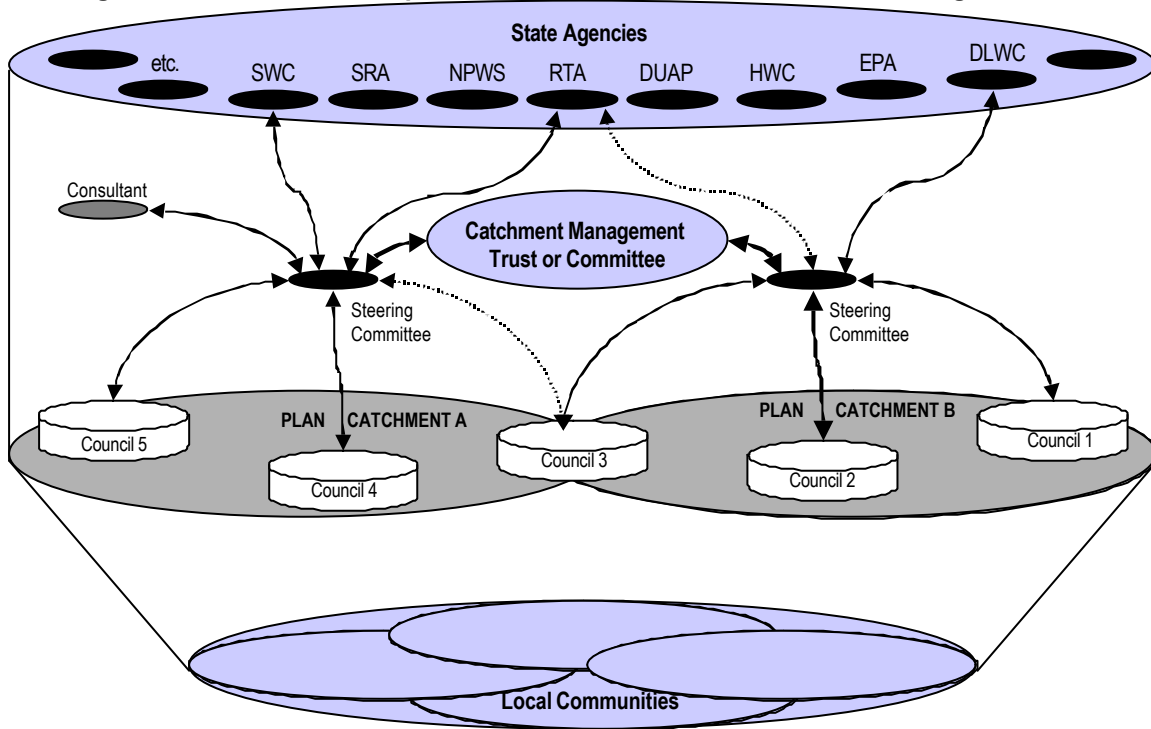 State Agencies
etc.
SWC
SRA
NPWS
RTA
DUAP
HWC
EPA
DLWC
Consultant
Catchment Management
Trust or Committee
Steering
Committee
Steering
Committee
PLAN
CATCHMENT A
PLAN
CATCHMENT B
Council 5
Council 4
Council 3
Council 2
Council 1
Local Communities